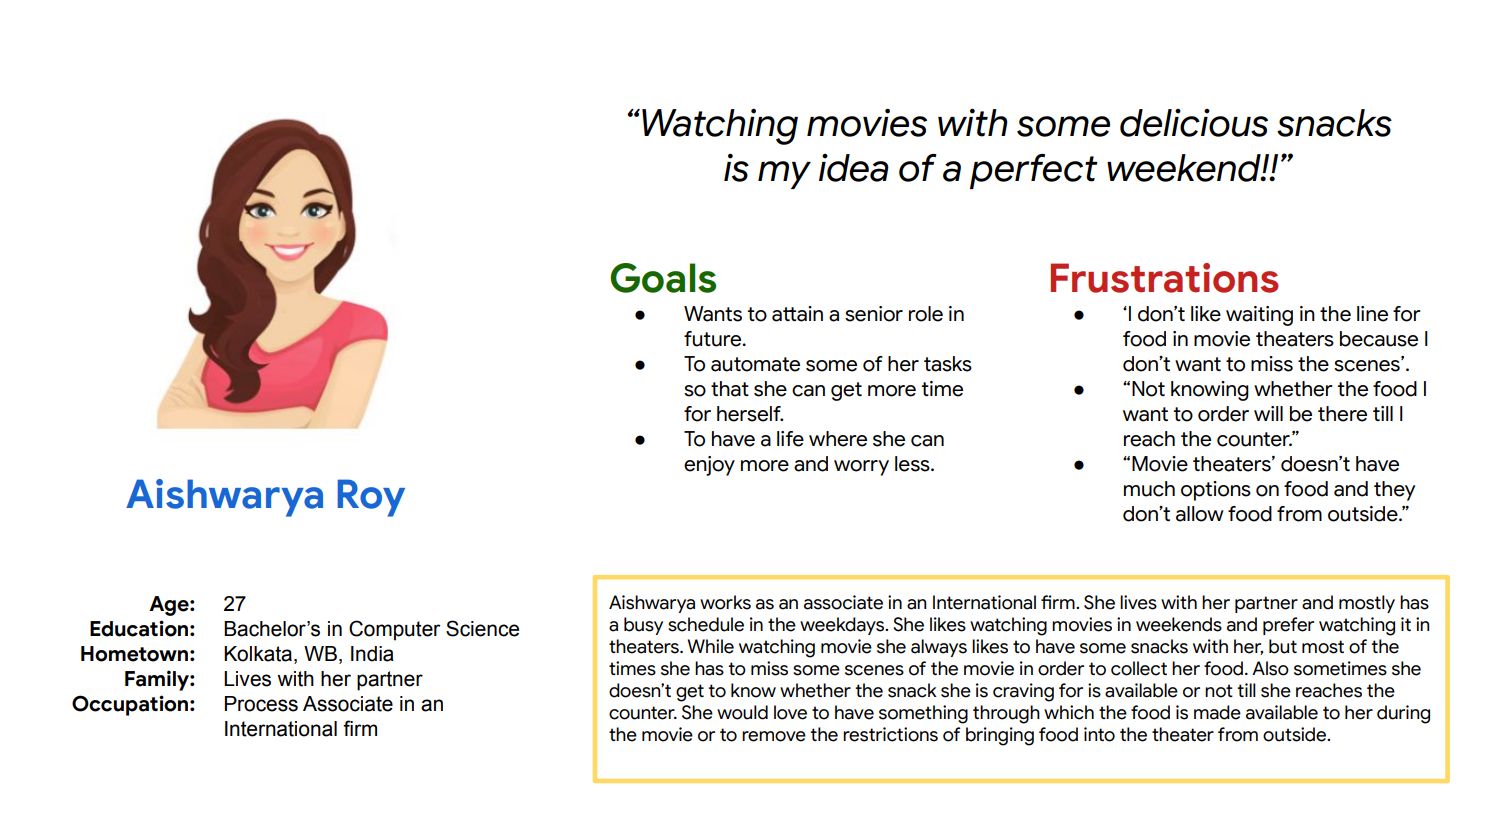 “Watching movies with some delicious snacks
is my idea of a perfect weekend!!”
Aishwarya Roy
Age: 27
Education: Bachelor’s in Computer Science
Hometown: Kolkata, WB, India
Family: Lives with her partner
Occupation: Process Associate in an
International firm
Goals
● Wants to attain a senior role in
future.
● To automate some of her tasks
so that she can get more time
for herself.
● To have a life where she can
enjoy more and worry less.
Frustrations
● ‘I don’t like waiting in the line for
food in movie theaters because I
don’t want to miss the scenes’.
● “Not knowing whether the food I
want to order will be there till I
reach the counter.”
● “Movie theaters’ doesn’t have
much options on food and they
don’t allow food from outside.”
Aishwarya works as an associate in an International firm. She lives with her partner and mostly has
a busy schedule in the weekdays. She likes watching movies in weekends and prefer watching it in
theaters. While watching movie she always likes to have some snacks with her, but most of the
times she has to miss some scenes of the movie in order to collect her food. Also sometimes she
doesn’t get to know whether the snack she is craving for is available or not till she reaches the
counter. She would love to have something through which the food is made available to her during
the movie or to remove the restrictions of bringing food into the theater from outside.